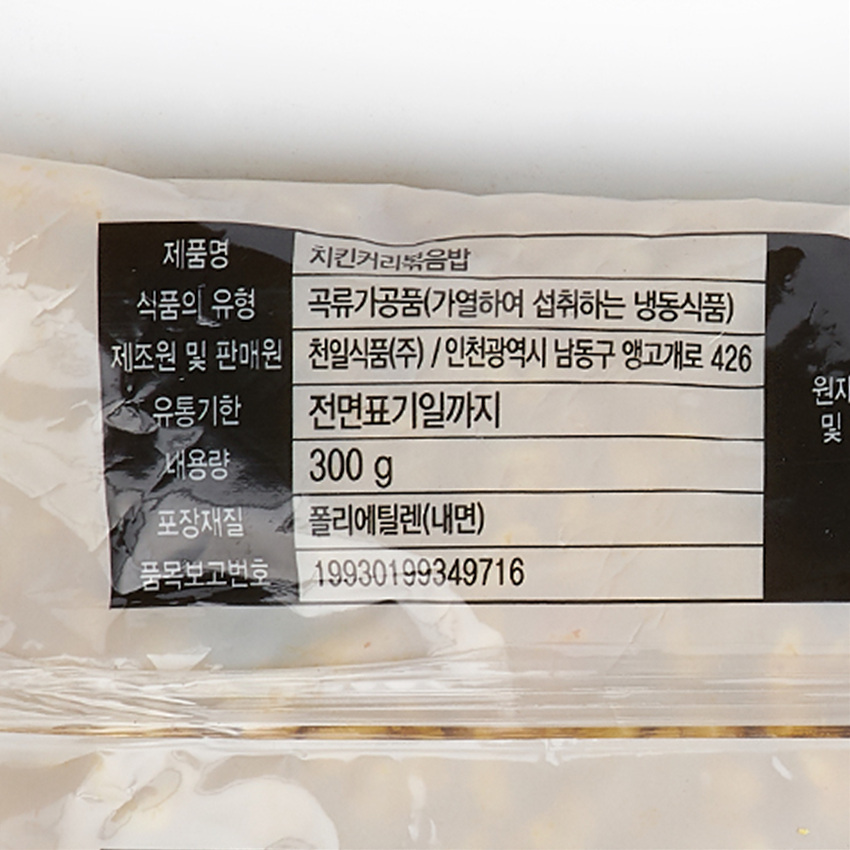 제품명 치킨커리볶음밥
식품의 유형 곡류가공품(가열하여 섭취하는 냉동식품)
제조원 및 판매원 천일식품(주) / 인천광역시 남동구 앵고개로 426
유통기한 전면표기일까지
내용량 300 g
포장재질 폴리에틸렌(내면)
품목보고번호 19930199349716
및